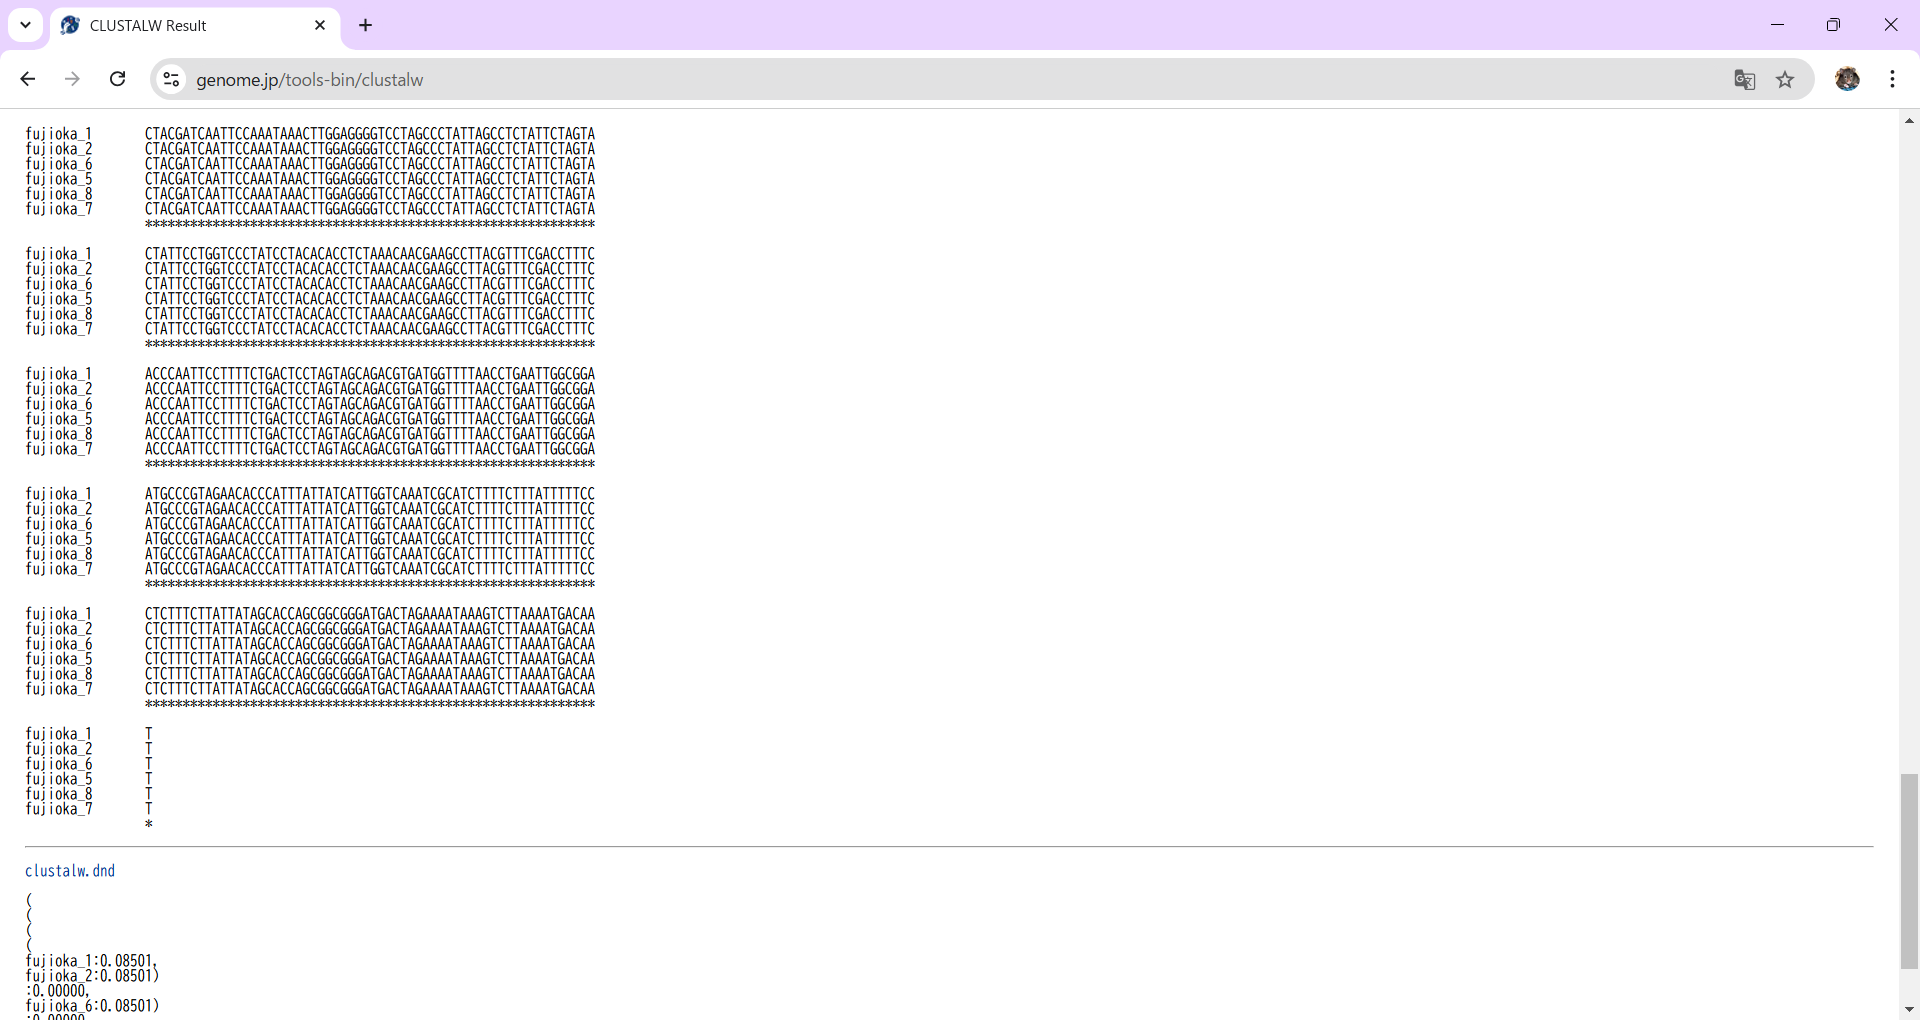 CLUSTALW Result
genome.jp/tools-bin/clustalw
fujioka_1 CTACGATCAATTCCAAATAAACTTGGAGGGGTCCTAGCCCTATTAGCCTCTATTCTAGTA
fujioka_2 CTACGATCAATTCCAAATAAACTTGGAGGGGTCCTAGCCCTATTAGCCTCTATTCTAGTA
fujioka_6 CTACGATCAATTCCAAATAAACTTGGAGGGGTCCTAGCCCTATTAGCCTCTATTCTAGTA
fujioka_5 CTACGATCAATTCCAAATAAACTTGGAGGGGTCCTAGCCCTATTAGCCTCTATTCTAGTA
fujioka_8 CTACGATCAATTCCAAATAAACTTGGAGGGGTCCTAGCCCTATTAGCCTCTATTCTAGTA
fujioka_7 CTACGATCAATTCCAAATAAACTTGGAGGGGTCCTAGCCCTATTAGCCTCTATTCTAGTA
************************************************************
fujioka_1 CTATTCCTGGTCCCTATCCTACACACCTCTAAACAACGAAGCCTTACGTTTCGACCTTTC
fujioka_2 CTATTCCTGGTCCCTATCCTACACACCTCTAAACAACGAAGCCTTACGTTTCGACCTTTC
fujioka_6 CTATTCCTGGTCCCTATCCTACACACCTCTAAACAACGAAGCCTTACGTTTCGACCTTTC
fujioka_5 CTATTCCTGGTCCCTATCCTACACACCTCTAAACAACGAAGCCTTACGTTTCGACCTTTC
fujioka_8 CTATTCCTGGTCCCTATCCTACACACCTCTAAACAACGAAGCCTTACGTTTCGACCTTTC
fujioka_7 CTATTCCTGGTCCCTATCCTACACACCTCTAAACAACGAAGCCTTACGTTTCGACCTTTC
************************************************************
fujioka_1 ACCCAATTCCTTTTCTGACTCCTAGTAGCAGACGTGATGGTTTTAACCTGAATTGGCGGA
fujioka_2 ACCCAATTCCTTTTCTGACTCCTAGTAGCAGACGTGATGGTTTTAACCTGAATTGGCGGA
fujioka_6 ACCCAATTCCTTTTCTGACTCCTAGTAGCAGACGTGATGGTTTTAACCTGAATTGGCGGA
fujioka_5 ACCCAATTCCTTTTCTGACTCCTAGTAGCAGACGTGATGGTTTTAACCTGAATTGGCGGA
fujioka_8 ACCCAATTCCTTTTCTGACTCCTAGTAGCAGACGTGATGGTTTTAACCTGAATTGGCGGA
fujioka_7 ACCCAATTCCTTTTCTGACTCCTAGTAGCAGACGTGATGGTTTTAACCTGAATTGGCGGA
************************************************************
fujioka_1 ATGCCCGTAGAACACCCATTTATTATCATTGGTCAAATCGCATCTTTTCTTTATTTTTCC
fujioka_2 ATGCCCGTAGAACACCCATTTATTATCATTGGTCAAATCGCATCTTTTCTTTATTTTTCC
fujioka_6 ATGCCCGTAGAACACCCATTTATTATCATTGGTCAAATCGCATCTTTTCTTTATTTTTCC
fujioka_5 ATGCCCGTAGAACACCCATTTATTATCATTGGTCAAATCGCATCTTTTCTTTATTTTTCC
fujioka_8 ATGCCCGTAGAACACCCATTTATTATCATTGGTCAAATCGCATCTTTTCTTTATTTTTCC
fujioka_7 ATGCCCGTAGAACACCCATTTATTATCATTGGTCAAATCGCATCTTTTCTTTATTTTTCC
************************************************************
fujioka_1 CTCTTTCTTATTATAGCACCAGCGGCGGGATGACTAGAAAATAAAGTCTTAAAATGACAA
fujioka_2 CTCTTTCTTATTATAGCACCAGCGGCGGGATGACTAGAAAATAAAGTCTTAAAATGACAA
fujioka_6 CTCTTTCTTATTATAGCACCAGCGGCGGGATGACTAGAAAATAAAGTCTTAAAATGACAA
fujioka_5 CTCTTTCTTATTATAGCACCAGCGGCGGGATGACTAGAAAATAAAGTCTTAAAATGACAA
fujioka_8 CTCTTTCTTATTATAGCACCAGCGGCGGGATGACTAGAAAATAAAGTCTTAAAATGACAA
fujioka_7 CTCTTTCTTATTATAGCACCAGCGGCGGGATGACTAGAAAATAAAGTCTTAAAATGACAA
************************************************************
fujioka_1 T
fujioka_2 T
fujioka_6 T
fujioka_5 T
fujioka_8 T
fujioka_7 T
*
clustalw.dnd
(
(
(
(
fujioka_1:0.08501,
fujioka_2:0.08501)
:0.00000,
fujioka_6:0.08501)
:0.00000